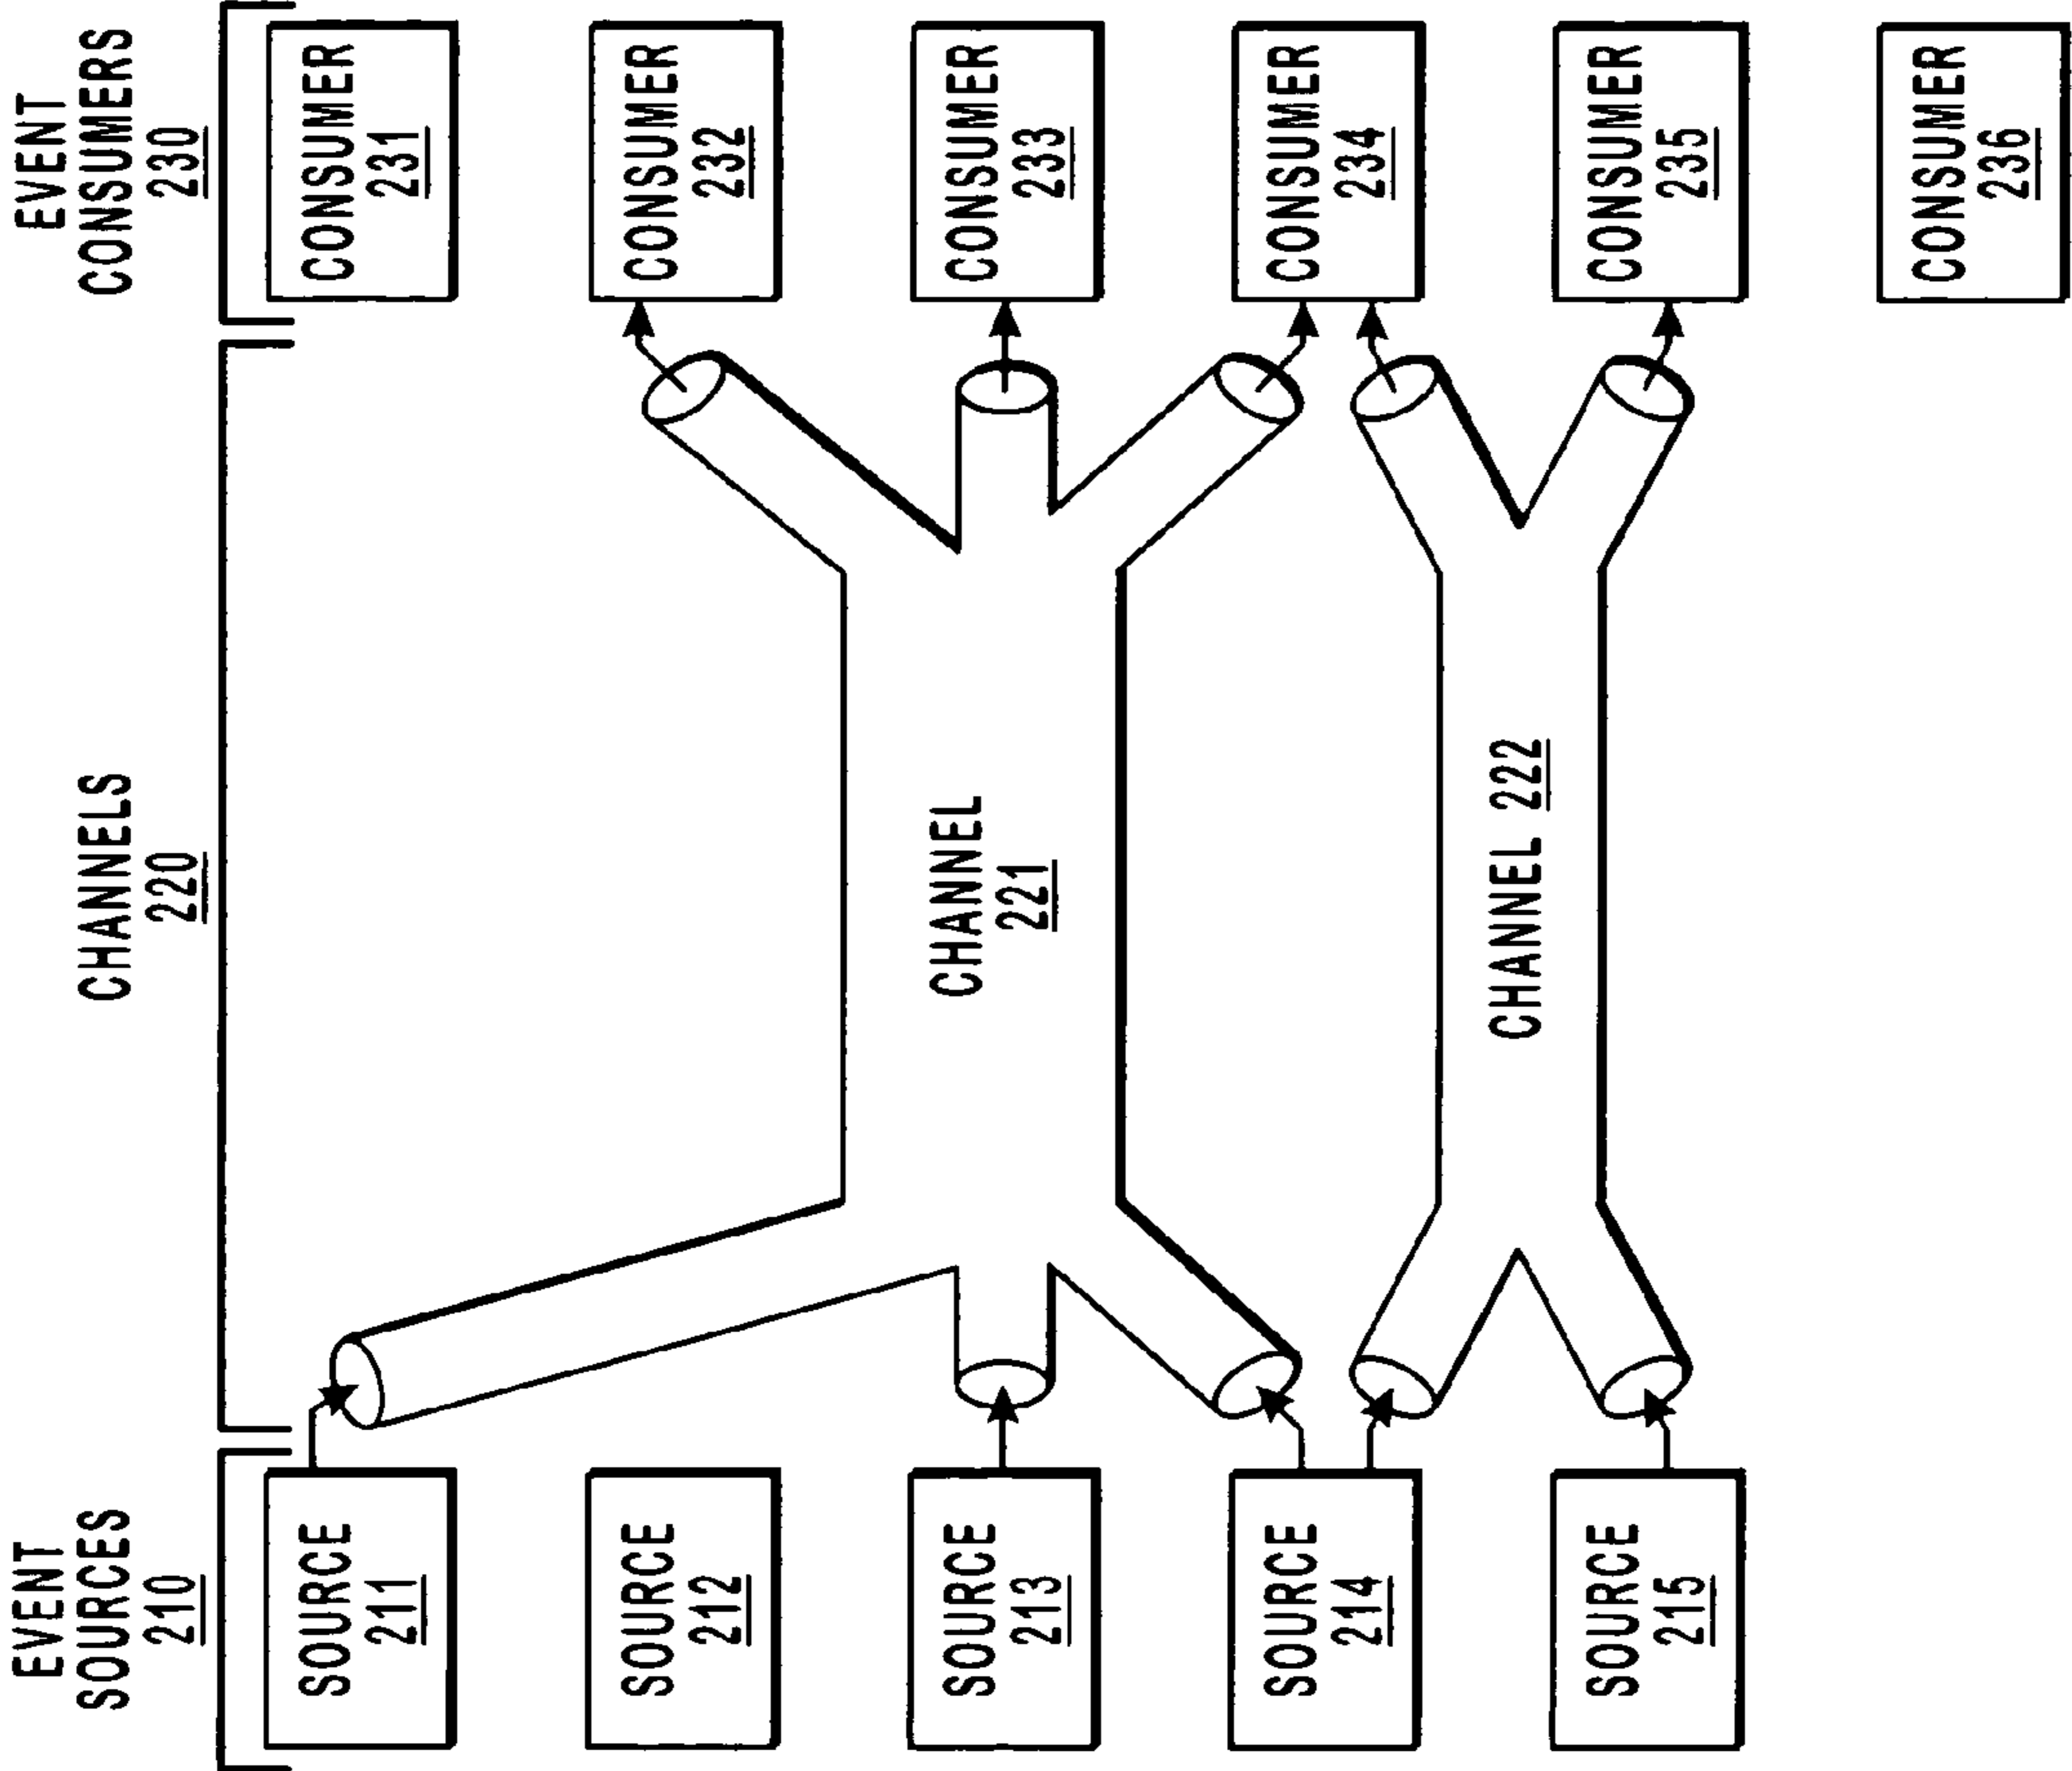 EVENT
SOURCES
210
CHANNELS
220
EVENT
CONSUMERS
230
SOURCE
211
SOURCE
212
SOURCE
213
SOURCE
214
SOURCE
215
CHANNEL
221
CHANNEL 222
CONSUMER
231
CONSUMER
232
CONSUMER
233
CONSUMER
234
CONSUMER
235
CONSUMER
236